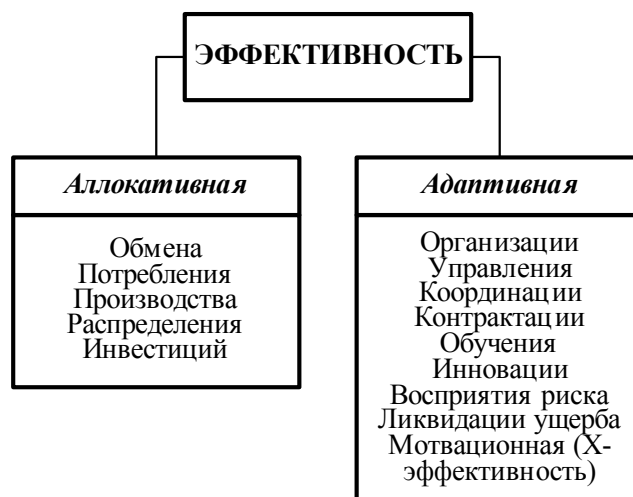 ЭФФЕКТИВНОСТЬ
Аллокативная
Обмена
Потребления
Производства
Распределения
Инвестиций
Адаптивная
Организации
Управления
Координации
Контрактации
Обучения
Инновации
Восприятия риска
Ликвидации ущерба
Мотвационная (Х-
эффективность)